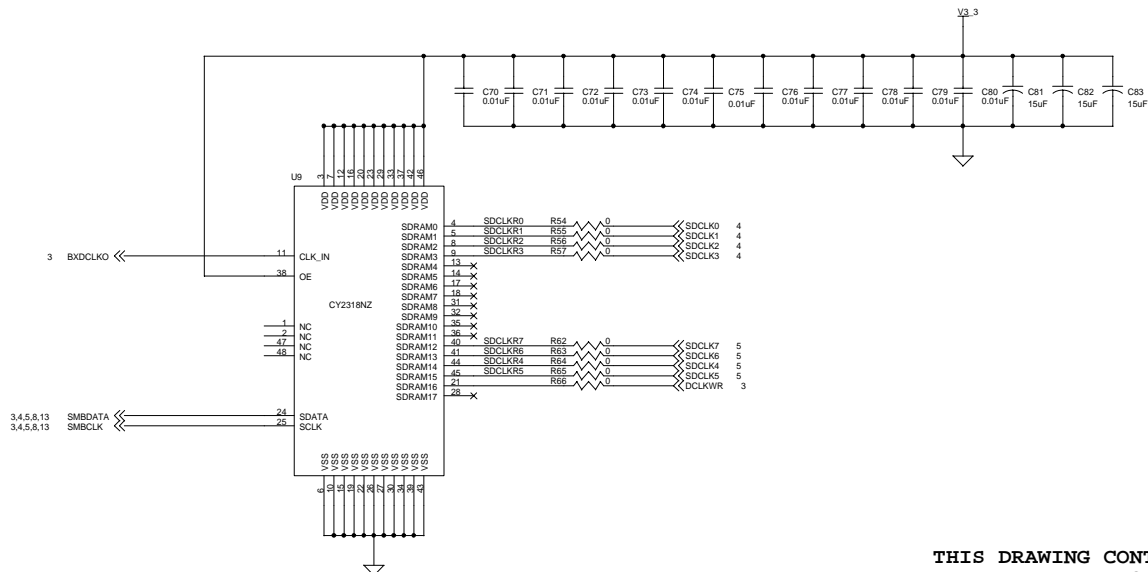 V3_3
C70 0.01uF
C71 0.01uF
C72 0.01uF
C73 0.01uF
C74 0.01uF
C75 0.01uF
C76 0.01uF
C77 0.01uF
C78 0.01uF
C79 0.01uF
C80 0.01uF
C81 15uF
C82 15uF
C83 15uF
U9
3 7 12 16 20 23 29 33 37 42 46
VDD VDD VDD VDD VDD VDD VDD VDD VDD VDD VDD
SDRAM0 4 SDCLKR0 R54 0 SDCLK0 4
SDRAM1 5 SDCLKR1 R55 0 SDCLK1 4
SDRAM2 8 SDCLKR2 R56 0 SDCLK2 4
SDRAM3 9 SDCLKR3 R57 0 SDCLK3 4
3 BXDCLKO 11 CLK_IN
SDRAM4 13
38 OE
SDRAM5 14
SDRAM6 17
SDRAM7 18
CY2318NZ
SDRAM8 31
SDRAM9 32
1 NC
SDRAM10 35
2 NC
SDRAM11 36
47 NC
SDRAM12 40 SDCLKR7 R62 0 SDCLK7 5
48 NC
SDRAM13 41 SDCLKR6 R63 0 SDCLK6 5
SDRAM14 44 SDCLKR4 R64 0 SDCLK4 5
SDRAM15 45 SDCLKR5 R65 0 SDCLK5 5
SDRAM16 21 R66 0 DCLKWR 3
SDRAM17 28
3,4,5,8,13 SMBDATA 24 SDATA
3,4,5,8,13 SMBCLK 25 SCLK
VSS VSS VSS VSS VSS VSS VSS VSS VSS VSS VSS
6 10 15 19 22 26 27 30 34 39 43
THIS DRAWING CONT